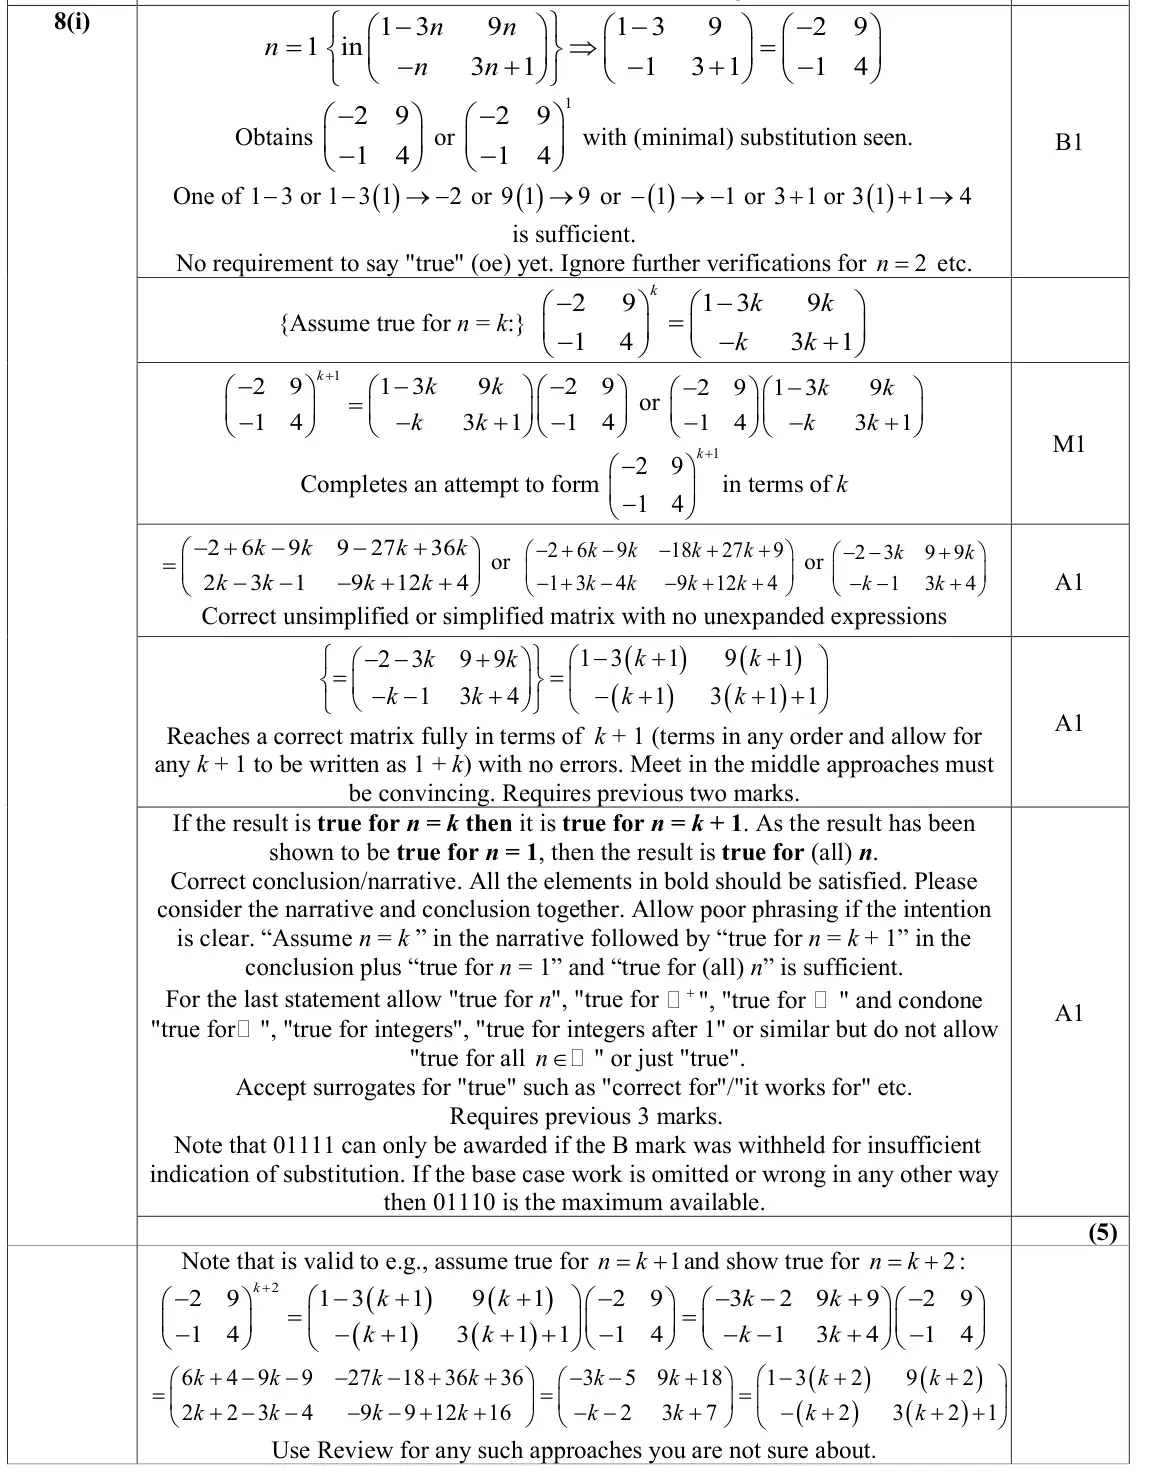 8(i)
n = 1 {in (1−3n 9n; −n 3n+1)} ⇒ (1−3 9; −1 3+1) = (−2 9; −1 4)
Obtains (−2 9; −1 4) or (−2 9; −1 4)^1 with (minimal) substitution seen.
B1
One of 1−3 or 1−3(1)→−2 or 9(1)→9 or −(1)→−1 or 3+1 or 3(1)+1→4
is sufficient.
No requirement to say "true" (oe) yet. Ignore further verifications for n = 2 etc.
{Assume true for n = k:} (−2 9; −1 4)^k = (1−3k 9k; −k 3k+1)
(−2 9; −1 4)^(k+1) = (1−3k 9k; −k 3k+1)(−2 9; −1 4) or (−2 9; −1 4)(1−3k 9k; −k 3k+1)
M1
Completes an attempt to form (−2 9; −1 4)^(k+1) in terms of k
= (−2+6k−9k 9−27k+36k; 2k−3k−1 −9k+12k+4) or (−2+6k−9k −18k+27k+9; −1+3k−4k −9k+12k+4) or (−2−3k 9+9k; −k−1 3k+4)
A1
Correct unsimplified or simplified matrix with no unexpanded expressions
{= (−2−3k 9+9k; −k−1 3k+4)} = (1−3(k+1) 9(k+1); −(k+1) 3(k+1)+1)
A1
Reaches a correct matrix fully in terms of k + 1 (terms in any order and allow for
any k + 1 to be written as 1 + k) with no errors. Meet in the middle approaches must
be convincing. Requires previous two marks.
If the result is true for n = k then it is true for n = k + 1. As the result has been
shown to be true for n = 1, then the result is true for (all) n.
Correct conclusion/narrative. All the elements in bold should be satisfied. Please
consider the narrative and conclusion together. Allow poor phrasing if the intention
is clear. “Assume n = k ” in the narrative followed by “true for n = k + 1” in the
conclusion plus “true for n = 1” and “true for (all) n” is sufficient.
For the last statement allow "true for n", "true for □⁺", "true for □ " and condone
A1
"true for□ ", "true for integers", "true for integers after 1" or similar but do not allow
"true for all n∈□ " or just "true".
Accept surrogates for "true" such as "correct for"/"it works for" etc.
Requires previous 3 marks.
Note that 01111 can only be awarded if the B mark was withheld for insufficient
indication of substitution. If the base case work is omitted or wrong in any other way
then 01110 is the maximum available.
(5)
Note that is valid to e.g., assume true for n = k +1 and show true for n = k + 2 :
(−2 9; −1 4)^(k+2) = (1−3(k+1) 9(k+1); −(k+1) 3(k+1)+1)(−2 9; −1 4) = (−3k−2 9k+9; −k−1 3k+4)(−2 9; −1 4)
= (6k+4−9k−9 −27k−18+36k+36; 2k+2−3k−4 −9k−9+12k+16) = (−3k−5 9k+18; −k−2 3k+7) = (1−3(k+2) 9(k+2); −(k+2) 3(k+2)+1)
Use Review for any such approaches you are not sure about.